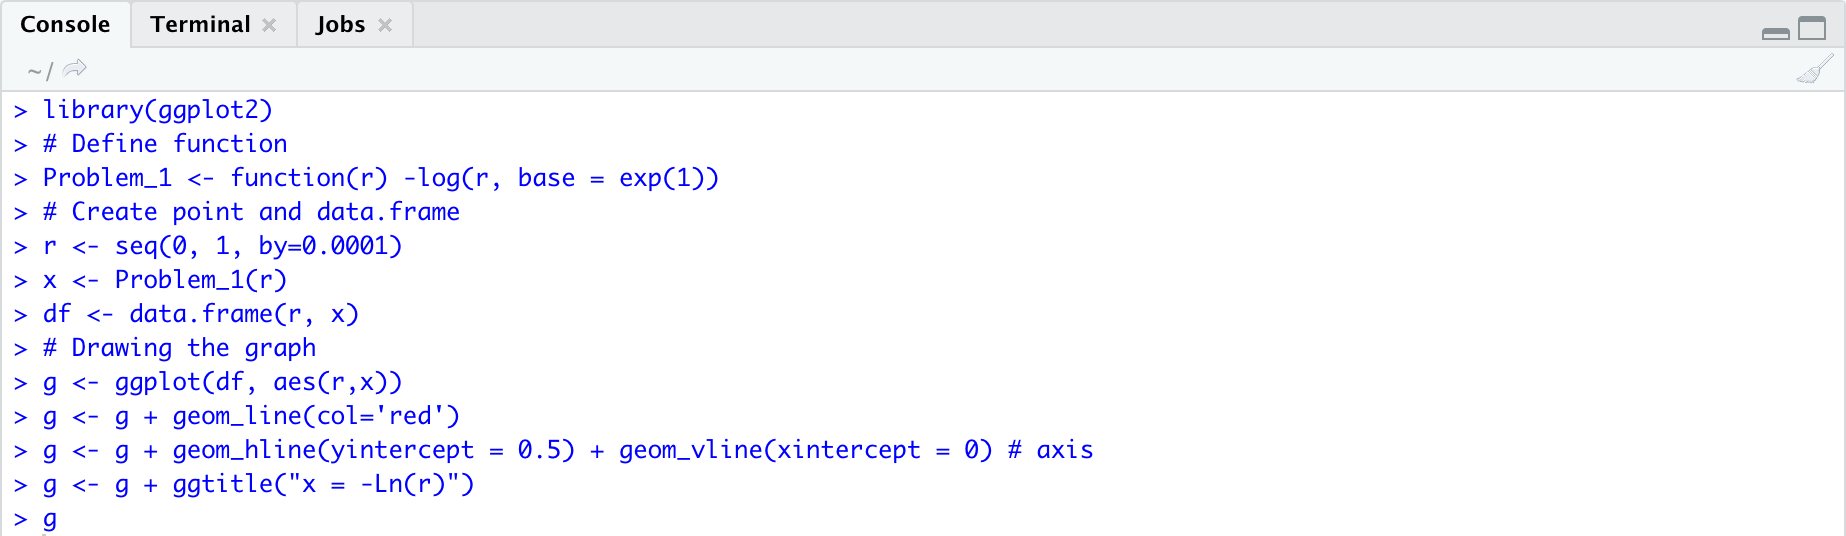 Console Terminal Jobs
~/
> library(ggplot2)
> # Define function
> Problem_1 <- function(r) -log(r, base = exp(1))
> # Create point and data.frame
> r <- seq(0, 1, by=0.0001)
> x <- Problem_1(r)
> df <- data.frame(r, x)
> # Drawing the graph
> g <- ggplot(df, aes(r,x))
> g <- g + geom_line(col='red')
> g <- g + geom_hline(yintercept = 0.5) + geom_vline(xintercept = 0) # axis
> g <- g + ggtitle("x = -Ln(r)")
> g